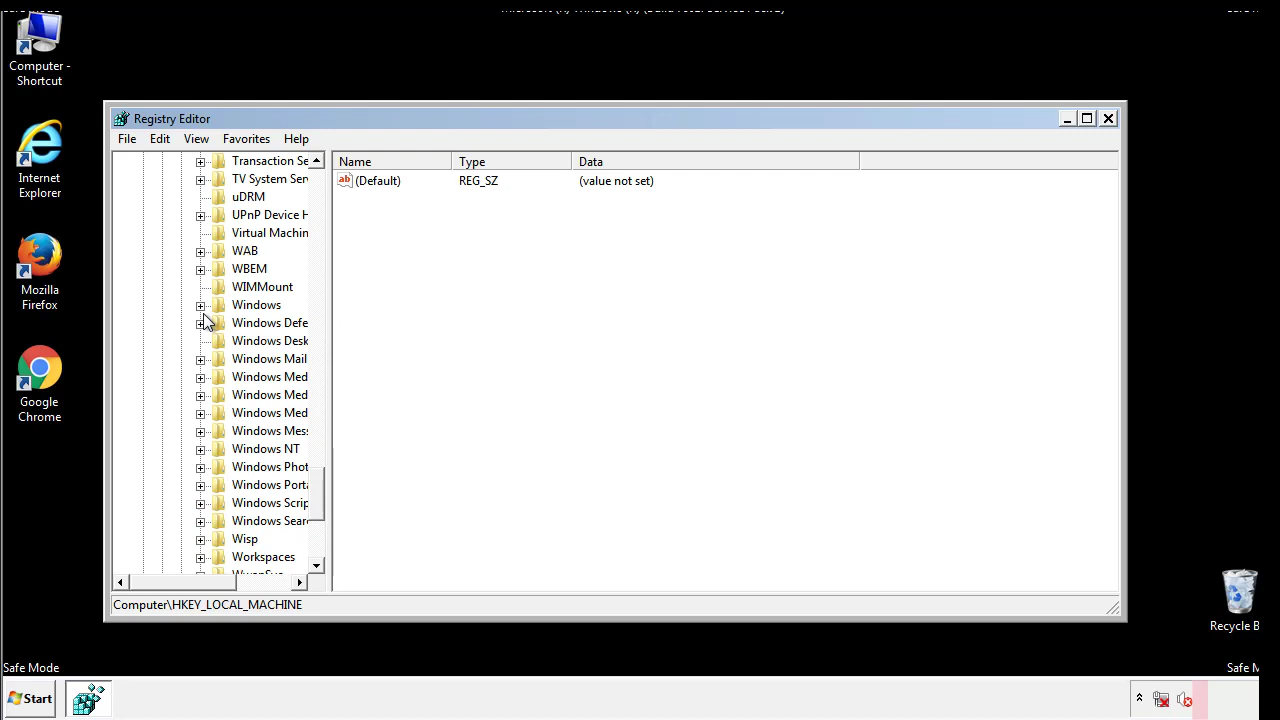 Computer -
Shortcut
Internet
Explorer
Mozilla
Firefox
Google
Chrome
Registry Editor
File Edit View Favorites Help
Transaction Se
TV System Ser
uDRM
UPnP Device H
Virtual Machin
WAB
WBEM
WIMMount
Windows
Windows Defe
Windows Desk
Windows Mail
Windows Med
Windows Med
Windows Med
Windows Mes
Windows NT
Windows Phot
Windows Porta
Windows Scrip
Windows Sear
Wisp
Workspaces
Name Type Data
(Default) REG_SZ (value not set)
Computer\HKEY_LOCAL_MACHINE
Recycle B
Safe Mode Safe M
Start